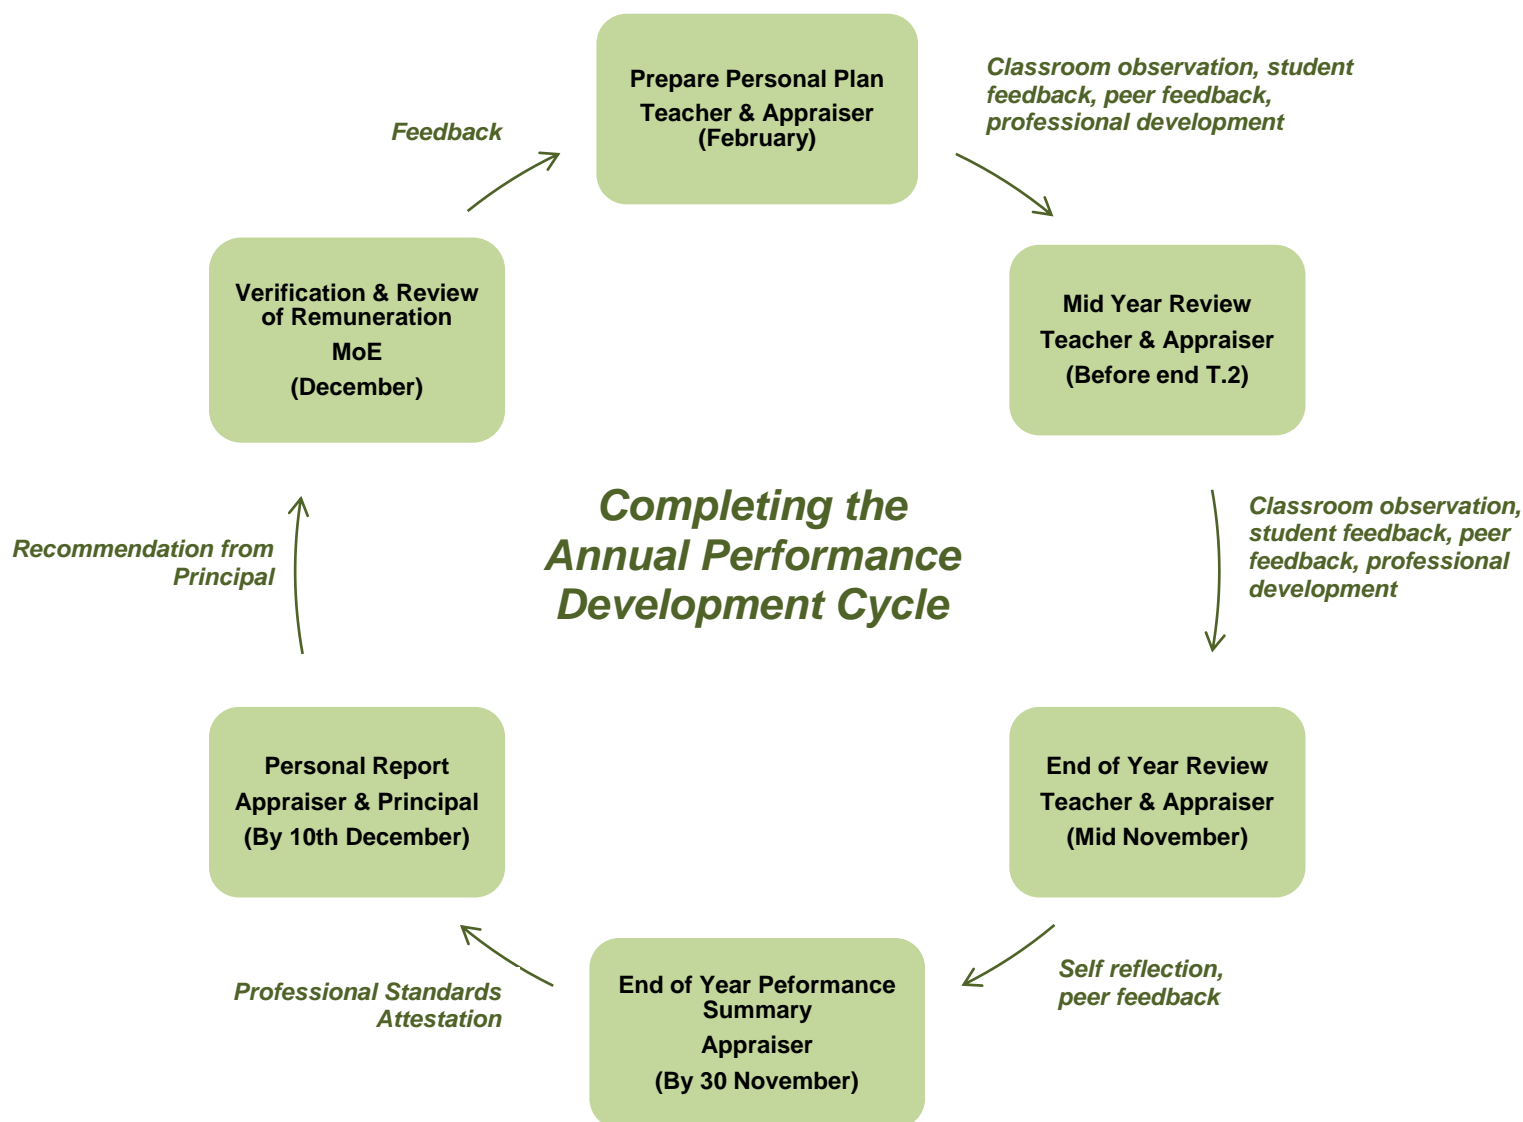 Prepare Personal Plan
Teacher & Appraiser
(February)
Classroom observation, student
feedback, peer feedback,
professional development
Mid Year Review
Teacher & Appraiser
(Before end T.2)
Classroom observation,
student feedback, peer
feedback, professional
development
End of Year Review
Teacher & Appraiser
(Mid November)
Self reflection,
peer feedback
End of Year Peformance
Summary
Appraiser
(By 30 November)
Professional Standards
Attestation
Personal Report
Appraiser & Principal
(By 10th December)
Recommendation from
Principal
Verification & Review
of Remuneration
MoE
(December)
Feedback
Completing the
Annual Performance
Development Cycle